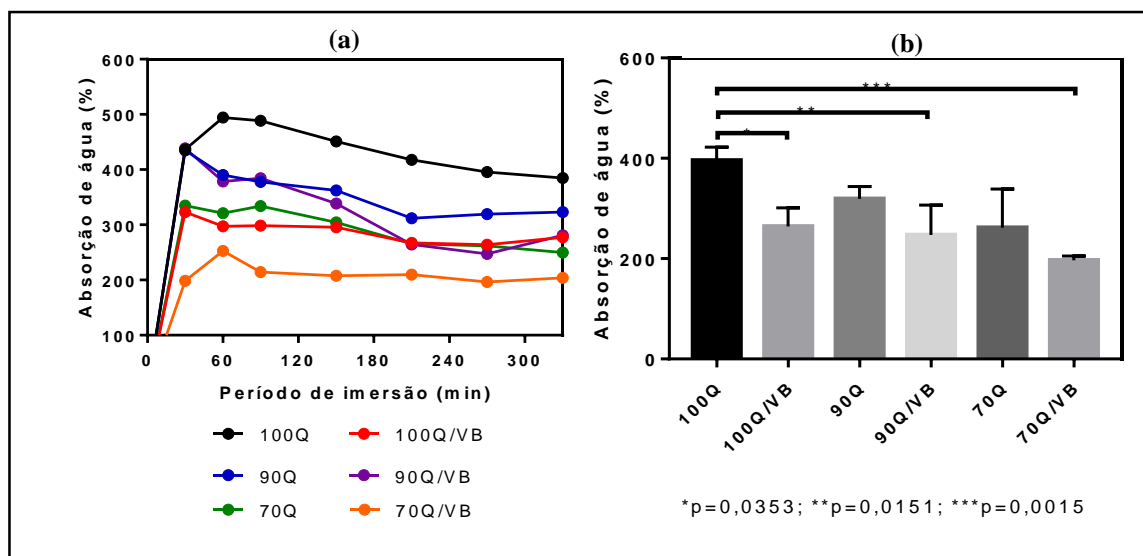 (a)
600
500
400
300
200
100
Absorção de água (%)
0 60 120 180 240 300
Período de imersão (min)
100Q 100Q/VB
90Q 90Q/VB
70Q 70Q/VB
(b)
600
400
200
0
Absorção de água (%)
***
**
*
100Q
100Q/VB
90Q
90Q/VB
70Q
70Q/VB
*p=0,0353; **p=0,0151; ***p=0,0015